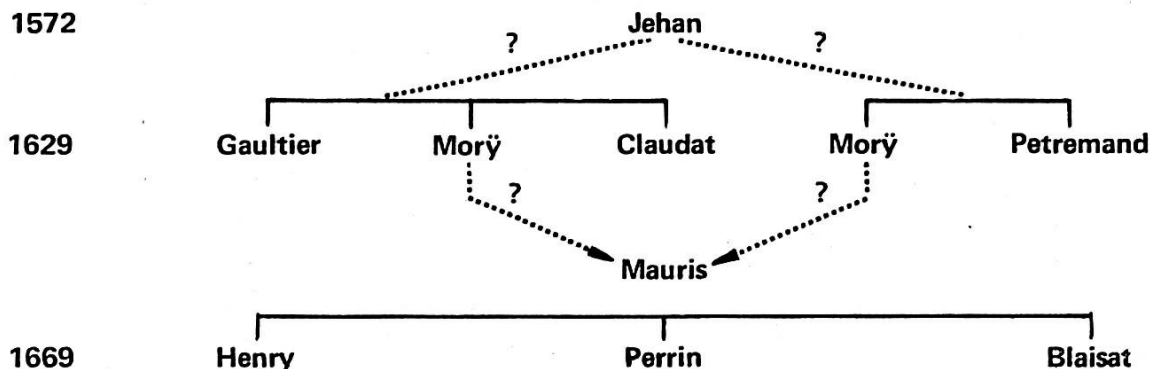 1572 Jehan
? ?
1629 Gaultier Morÿ Claudat Morÿ Petremand
? ?
Mauris
1669 Henry Perrin Blaisat